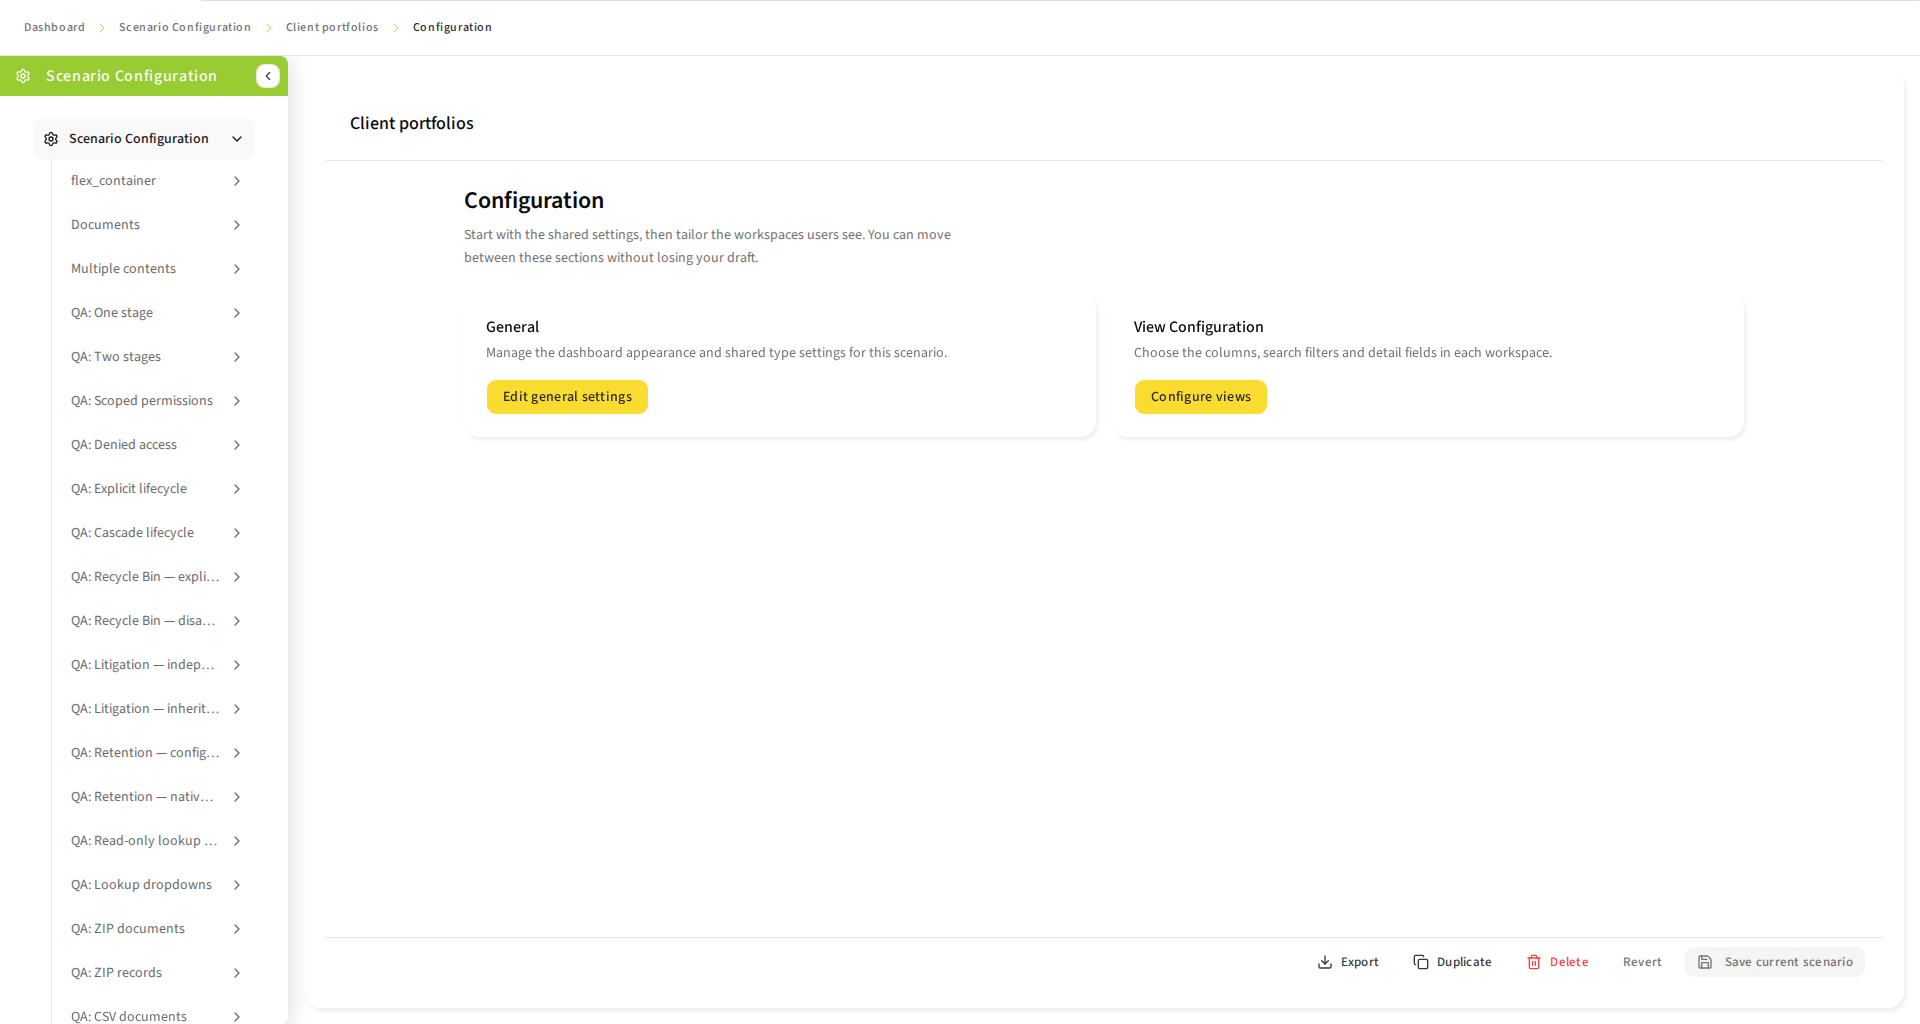 Dashboard > Scenario Configuration > Client portfolios > Configuration
Scenario Configuration
Scenario Configuration
flex_container
Documents
Multiple contents
QA: One stage
QA: Two stages
QA: Scoped permissions
QA: Denied access
QA: Explicit lifecycle
QA: Cascade lifecycle
QA: Recycle Bin — expli...
QA: Recycle Bin — disa...
QA: Litigation — indep...
QA: Litigation — inherit...
QA: Retention — config...
QA: Retention — nativ...
QA: Read-only lookup ...
QA: Lookup dropdowns
QA: ZIP documents
QA: ZIP records
QA: CSV documents
Client portfolios
Configuration
Start with the shared settings, then tailor the workspaces users see. You can move
between these sections without losing your draft.
General
Manage the dashboard appearance and shared type settings for this scenario.
Edit general settings
View Configuration
Choose the columns, search filters and detail fields in each workspace.
Configure views
Export
Duplicate
Delete
Revert
Save current scenario